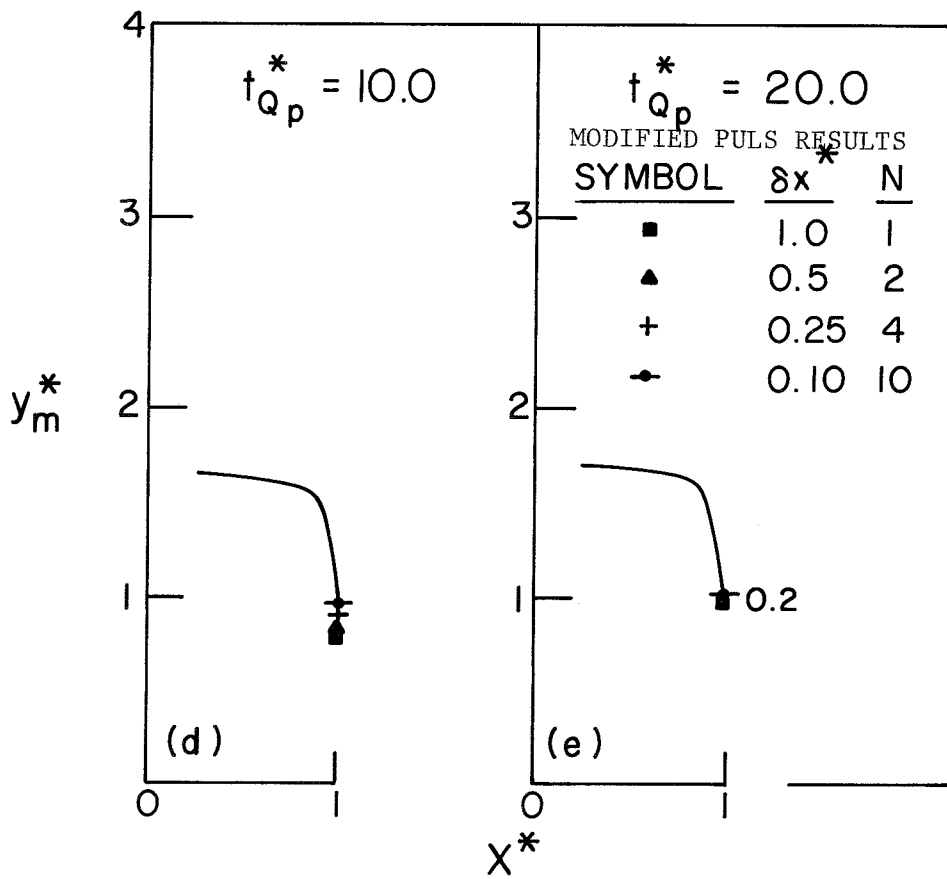 4
t*Qp = 10.0
3
2
1
(d)
0
1
y*m
t*Qp = 20.0
MODIFIED PULS RESULTS
SYMBOL δx* N
1.0 1
0.5 2
0.25 4
0.10 10
3
2
1
0.2
(e)
0
1
X*